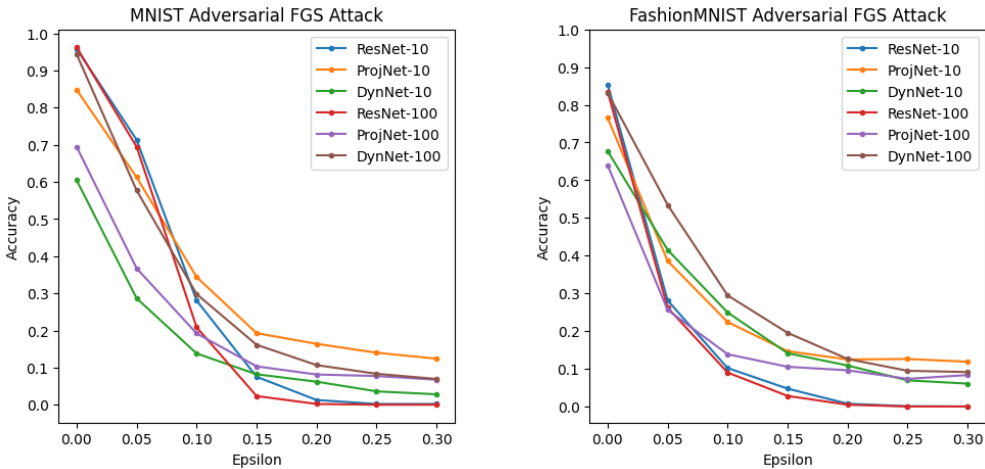 MNIST Adversarial FGS Attack
1.0
0.9
0.8
0.7
0.6
0.5
0.4
0.3
0.2
0.1
0.0
Accuracy
ResNet-10
ProjNet-10
DynNet-10
ResNet-100
ProjNet-100
DynNet-100
0.00 0.05 0.10 0.15 0.20 0.25 0.30
Epsilon
FashionMNIST Adversarial FGS Attack
1.0
0.9
0.8
0.7
0.6
0.5
0.4
0.3
0.2
0.1
0.0
Accuracy
ResNet-10
ProjNet-10
DynNet-10
ResNet-100
ProjNet-100
DynNet-100
0.00 0.05 0.10 0.15 0.20 0.25 0.30
Epsilon